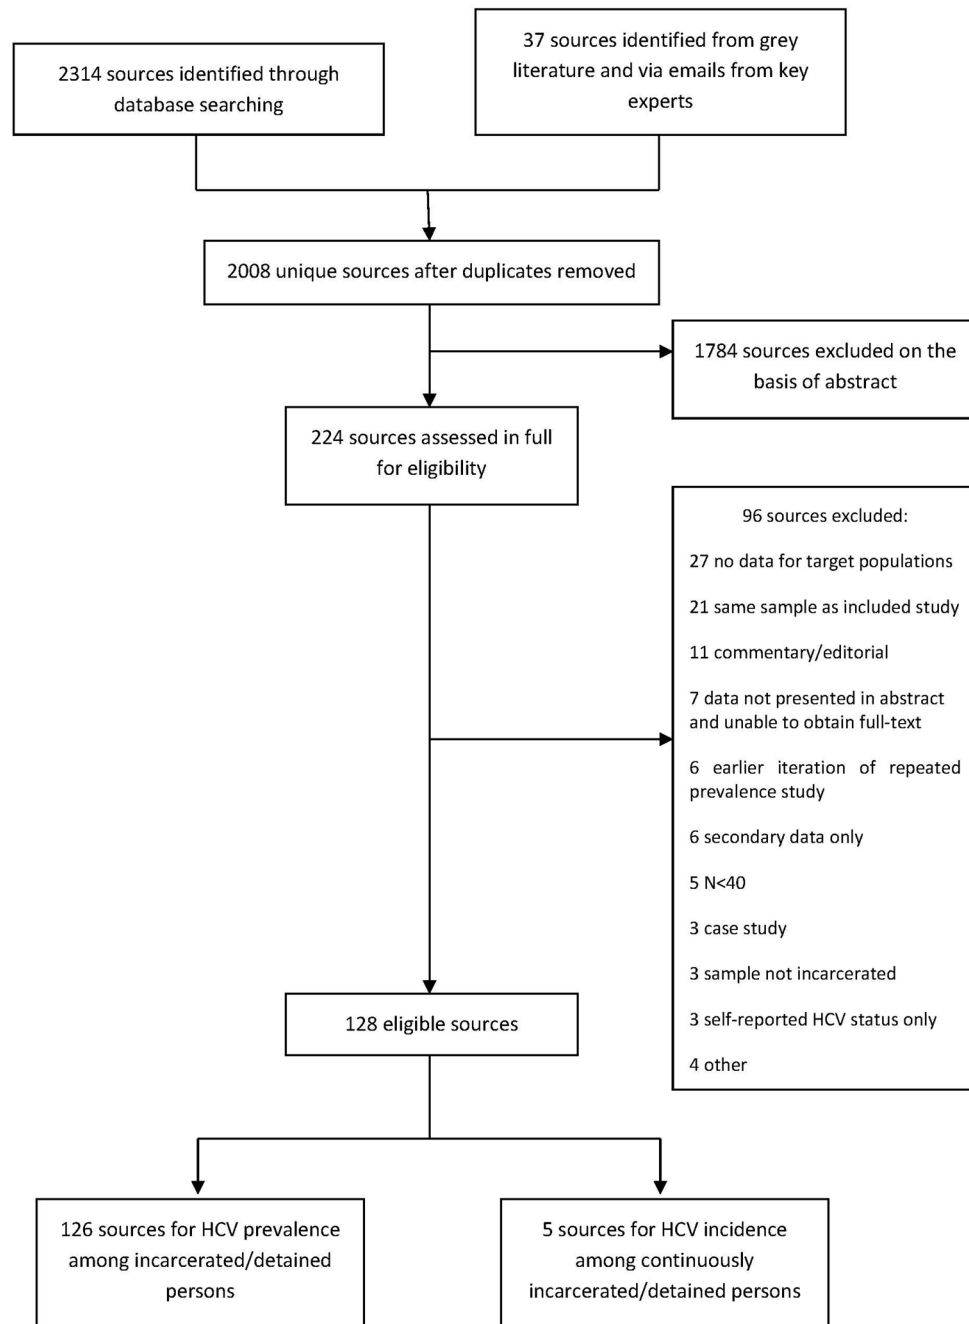 2314 sources identified through
database searching
37 sources identified from grey
literature and via emails from key
experts
2008 unique sources after duplicates removed
1784 sources excluded on the
basis of abstract
224 sources assessed in full
for eligibility
96 sources excluded:
27 no data for target populations
21 same sample as included study
11 commentary/editorial
7 data not presented in abstract
and unable to obtain full-text
6 earlier iteration of repeated
prevalence study
6 secondary data only
5 N<40
3 case study
3 sample not incarcerated
3 self-reported HCV status only
4 other
128 eligible sources
126 sources for HCV prevalence
among incarcerated/detained
persons
5 sources for HCV incidence
among continuously
incarcerated/detained persons